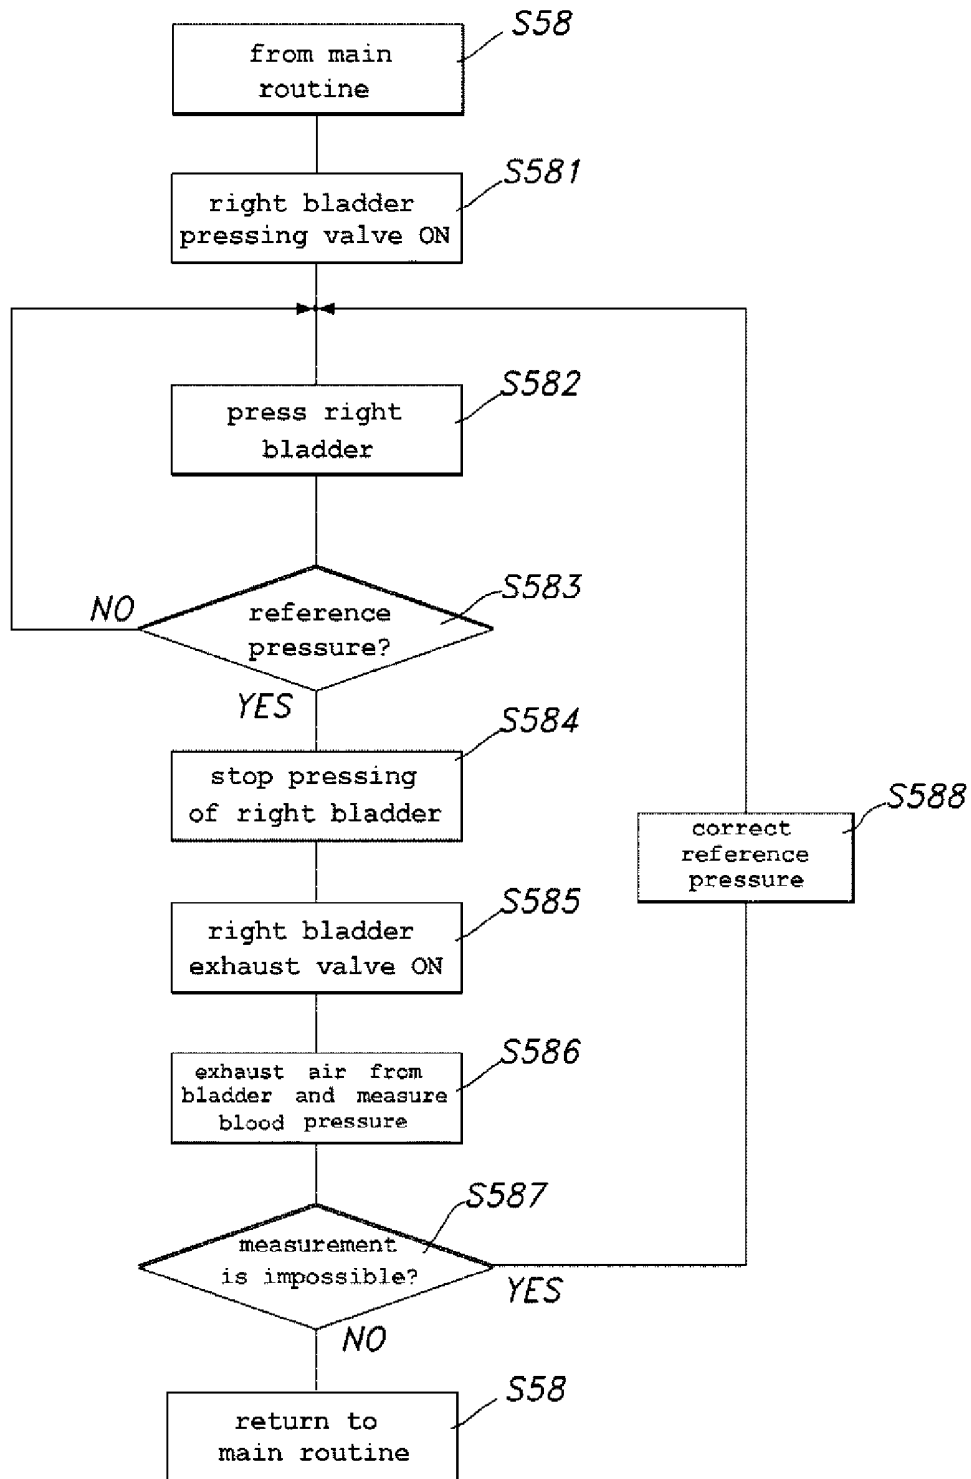 S58
from main
routine
S581
right bladder
pressing valve ON
S582
press right
bladder
S583
reference
pressure?
NO
YES
S584
stop pressing
of right bladder
S588
correct
reference
pressure
S585
right bladder
exhaust valve ON
S586
exhaust air from
bladder and measure
blood pressure
S587
measurement
is impossible?
YES
NO
S58
return to
main routine